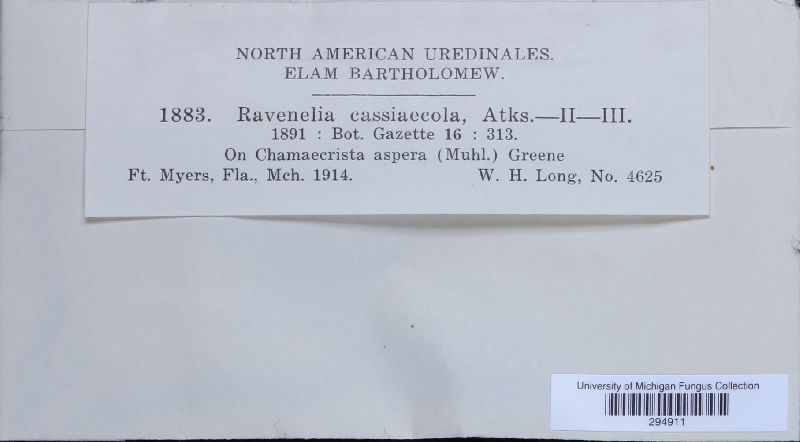 NORTH AMERICAN UREDINALES.
ELAM BARTHOLOMEW.
1883. Ravenelia cassiaecola, Atks.—II—III.
1891 : Bot. Gazette 16 : 313.
On Chamaecrista aspera (Muhl.) Greene
Ft. Myers, Fla., Mch. 1914. W. H. Long, No. 4625
University of Michigan Fungus Collection
294911